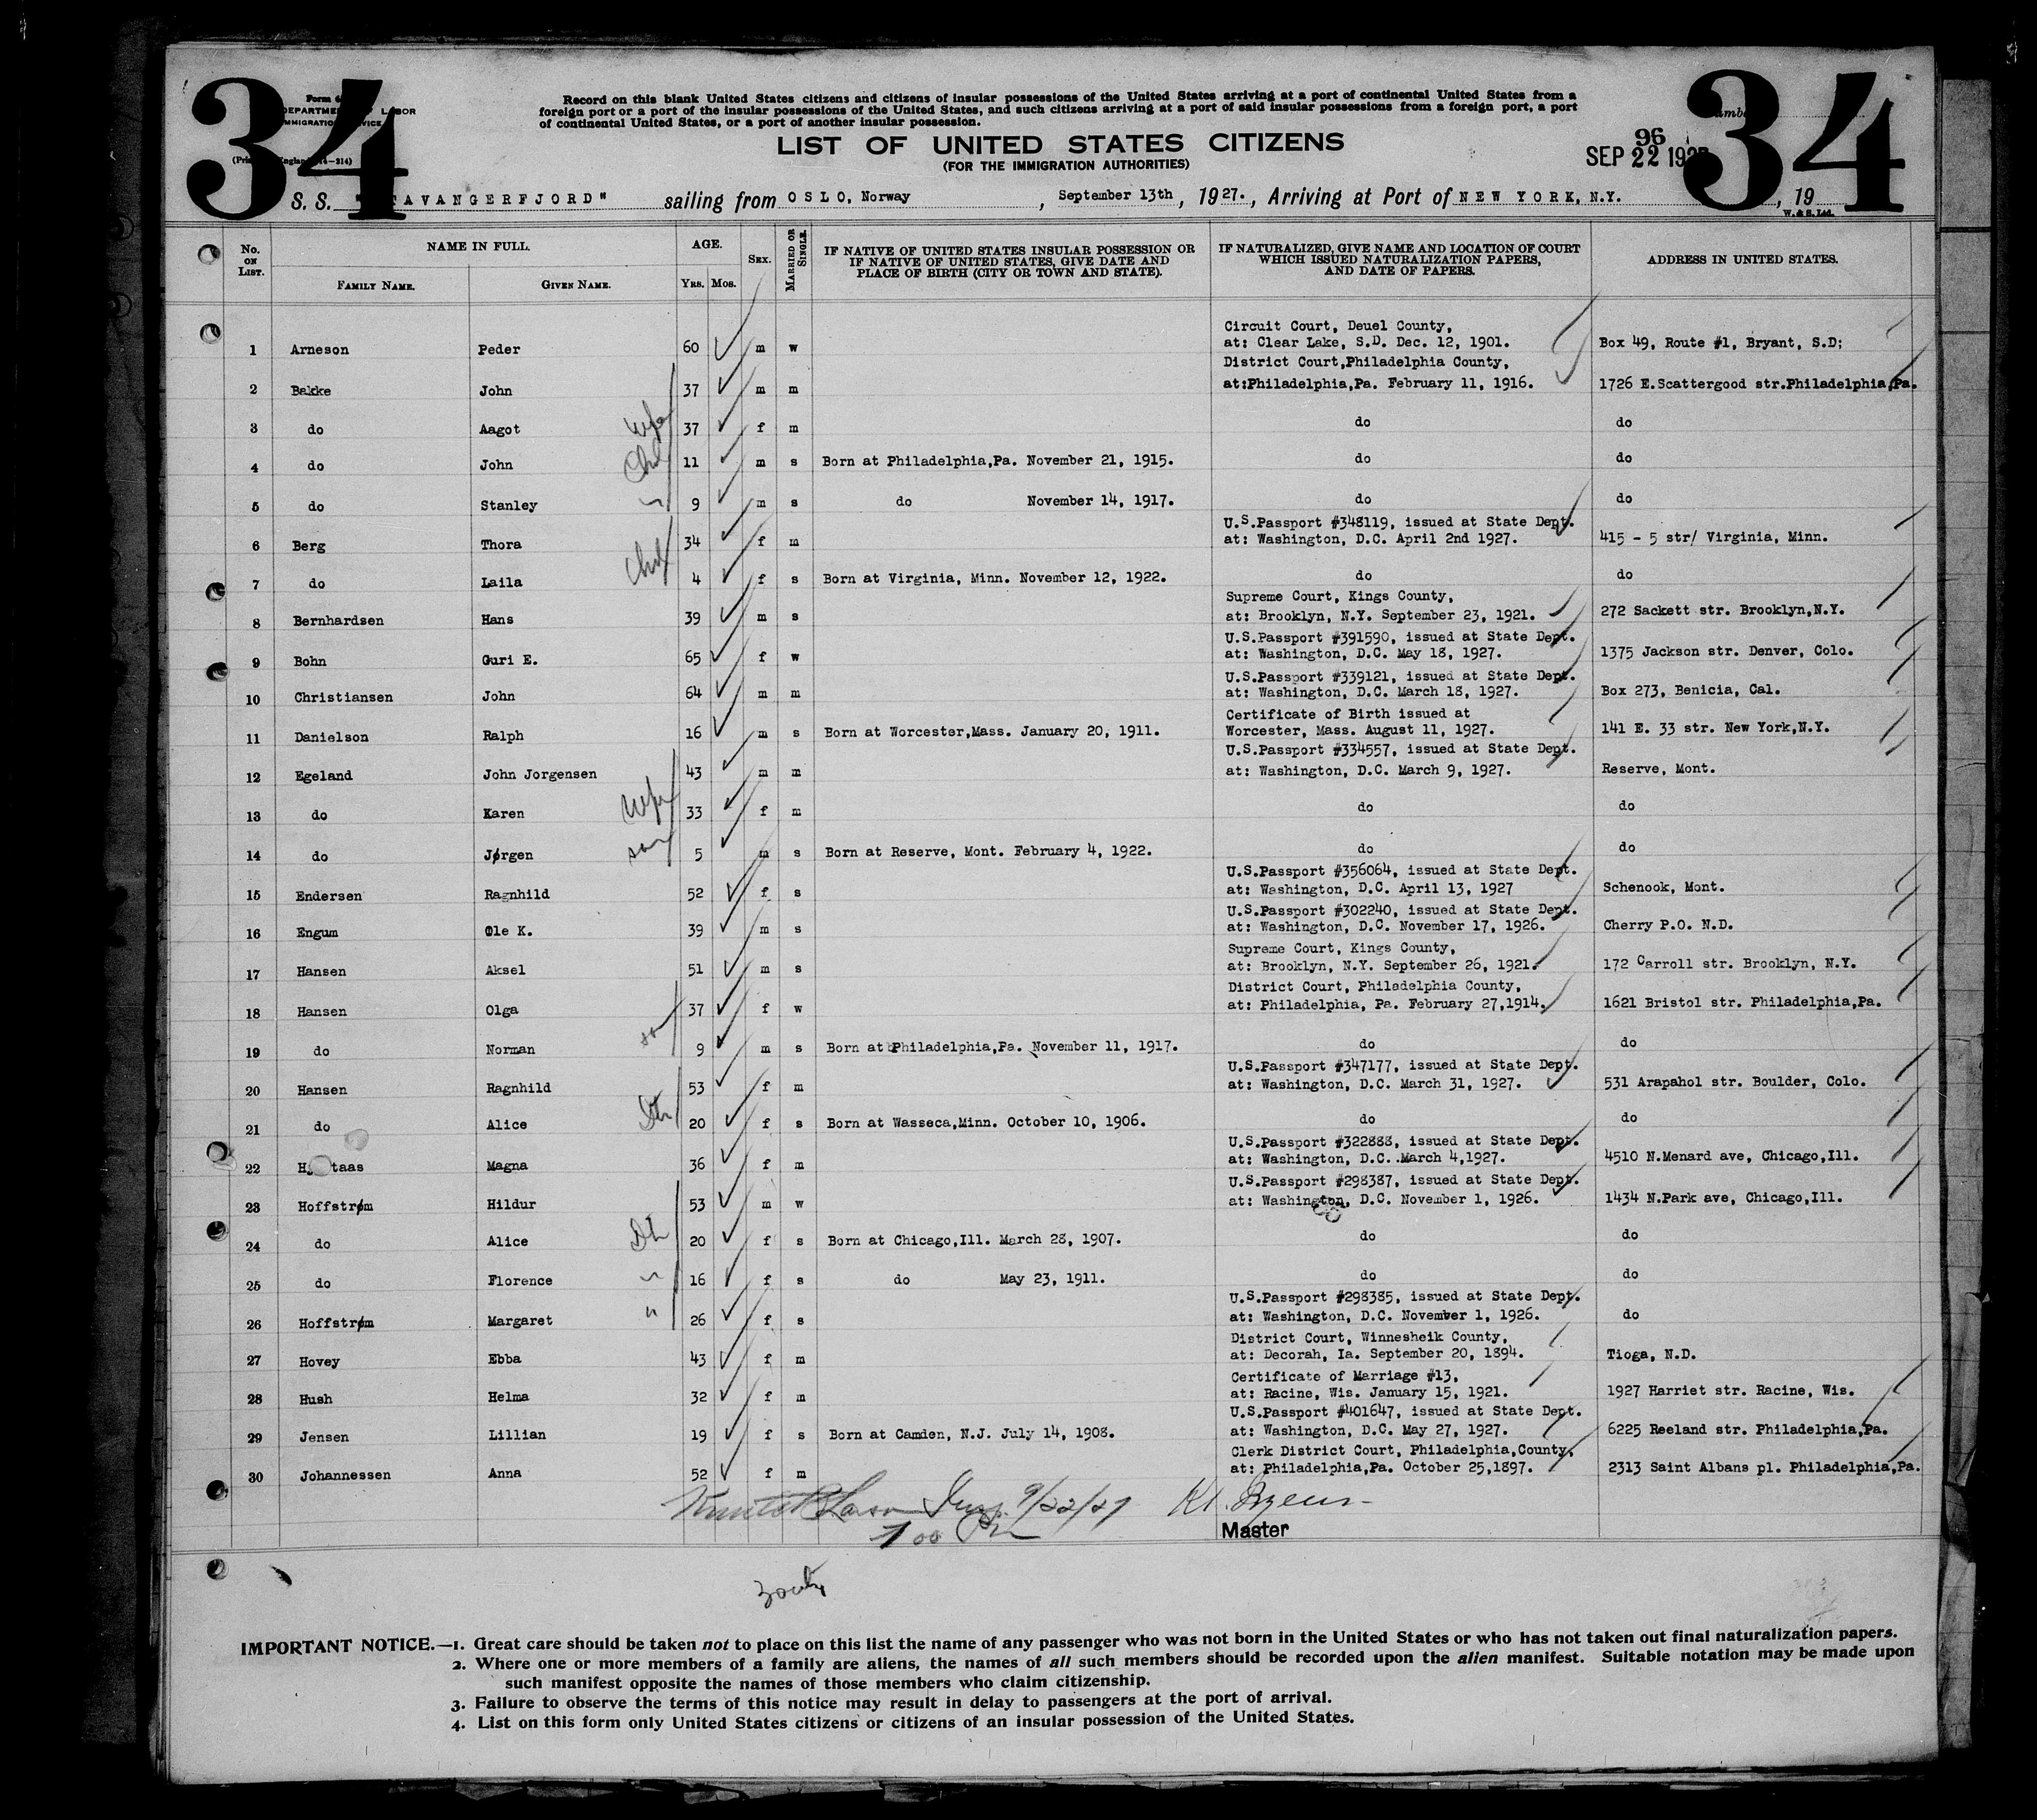 34
34
Form
DEPARTMENT LABOR
IMMIGRATION SERVICE
Record on this blank United States citizens and citizens of insular possessions of the United States arriving at a port of continental United States from a
foreign port or a port of the insular possessions of the United States, and such citizens arriving at a port of said insular possessions from a foreign port, a port
of continental United States, or a port of another insular possession.
LIST OF UNITED STATES CITIZENS
(FOR THE IMMIGRATION AUTHORITIES)
96
SEP 22 1927
S. S. "STAVANGERFJORD" sailing from OSLO, Norway, September 13th, 1927., Arriving at Port of NEW YORK, N.Y., 19
W. & S. Ltd.
No. ON LIST. NAME IN FULL. AGE. SEX. MARRIED OR SINGLE. IF NATIVE OF UNITED STATES INSULAR POSSESSION OR IF NATIVE OF UNITED STATES, GIVE DATE AND PLACE OF BIRTH (CITY OR TOWN AND STATE). IF NATURALIZED, GIVE NAME AND LOCATION OF COURT WHICH ISSUED NATURALIZATION PAPERS, AND DATE OF PAPERS. ADDRESS IN UNITED STATES.
FAMILY NAME. GIVEN NAME. YRS. MOS.
Circuit Court, Deuel County,
1 Arneson Peder 60 m w at: Clear Lake, S.D. Dec. 12, 1901. Box 49, Route #1, Bryant, S.D;
District Court,Philadelphia County,
2 Bakke John 37 m m at:Philadelphia,Pa. February 11, 1916. 1726 E.Scattergood str.Philadelphia,Pa.
3 do Aagot wife 37 f m do do
4 do John Chd 11 m s Born at Philadelphia,Pa. November 21, 1915. do do
5 do Stanley 9 m s do November 14, 1917. do do
U.S.Passport #348119, issued at State Dept.
6 Berg Thora 34 f m at: Washington, D.C. April 2nd 1927. 415 - 5 str/ Virginia, Minn.
7 do Laila Chd 4 f s Born at Virginia, Minn. November 12, 1922. do do
Supreme Court, Kings County,
8 Bernhardsen Hans 39 m s at: Brooklyn, N.Y. September 23, 1921. 272 Sackett str. Brooklyn,N.Y.
U.S.Passport #391590, issued at State Dept.
9 Bohn Guri E. 65 f w at: Washington, D.C. May 18, 1927. 1375 Jackson str. Denver, Colo.
U.S.Passport #339121, issued at State Dept.
10 Christiansen John 64 m m at: Washington, D.C. March 18, 1927. Box 273, Benicia, Cal.
Certificate of Birth issued at
11 Danielson Ralph 16 m s Born at Worcester,Mass. January 20, 1911. Worcester, Mass. August 11, 1927. 141 E. 33 str. New York,N.Y.
U.S.Passport #334557, issued at State Dept.
12 Egeland John Jorgensen 43 m m at: Washington, D.C. March 9, 1927. Reserve, Mont.
13 do Karen wife 33 f m do do
14 do Jørgen son 5 m s Born at Reserve, Mont. February 4, 1922. do do
U.S.Passport #356064, issued at State Dept.
15 Endersen Ragnhild 52 f s at: Washington, D.C. April 13, 1927 Schenook, Mont.
U.S.Passport #302240, issued at State Dept.
16 Engum Ole K. 39 m s at: Washington, D.C. November 17, 1926. Cherry P.O. N.D.
Supreme Court, Kings County,
17 Hansen Aksel 51 m s at: Brooklyn, N.Y. September 26, 1921. 172 Carroll str. Brooklyn, N.Y.
District Court, Philadelphia County,
18 Hansen Olga 37 f w at: Philadelphia, Pa. February 27,1914. 1621 Bristol str. Philadelphia,Pa.
19 do Norman son 9 m s Born at Philadelphia,Pa. November 11, 1917. do do
U.S.Passport #347177, issued at State Dept.
20 Hansen Ragnhild 53 f m at: Washington, D.C. March 31, 1927. 531 Arapahol str. Boulder, Colo.
21 do Alice Dtr 20 f s Born at Wasseca,Minn. October 10, 1906. do do
U.S.Passport #322888, issued at State Dept.
22 Magna 36 f m at: Washington, D.C. March 4,1927. 4510 N.Menard ave, Chicago,Ill.
U.S.Passport #298387, issued at State Dept.
23 Hoffstrøm Hildur 53 m w at: Washington, D.C. November 1, 1926. 1434 N.Park ave, Chicago,Ill.
24 do Alice Dtr 20 f s Born at Chicago,Ill. March 28, 1907. do do
25 do Florence 16 f s do May 23, 1911. do do
U.S.Passport #298385, issued at State Dept.
26 Hoffstrøm Margaret " 26 f s at: Washington, D.C. November 1, 1926. do
District Court, Winnesheik County,
27 Hovey Ebba 43 f m at: Decorah, Ia. September 20, 1894. Tioga, N.D.
Certificate of Marriage #13,
28 Hush Helma 32 f m at: Racine, Wis. January 15, 1921. 1927 Harriet str. Racine, Wis.
U.S.Passport #401647, issued at State Dept.
29 Jensen Lillian 19 f s Born at Camden, N.J. July 14, 1908. at: Washington, D.C. May 27, 1927. 6225 Reeland str. Philadelphia,Pa.
Clerk District Court, Philadelphia,County,
30 Johannessen Anna 52 f m at: Philadelphia,Pa. October 25,1897. 2313 Saint Albans pl. Philadelphia,Pa.
9/22/27
7 00 Pm
Master
IMPORTANT NOTICE.—1. Great care should be taken not to place on this list the name of any passenger who was not born in the United States or who has not taken out final naturalization papers.
2. Where one or more members of a family are aliens, the names of all such members should be recorded upon the alien manifest. Suitable notation may be made upon
such manifest opposite the names of those members who claim citizenship.
3. Failure to observe the terms of this notice may result in delay to passengers at the port of arrival.
4. List on this form only United States citizens or citizens of an insular possession of the United States.